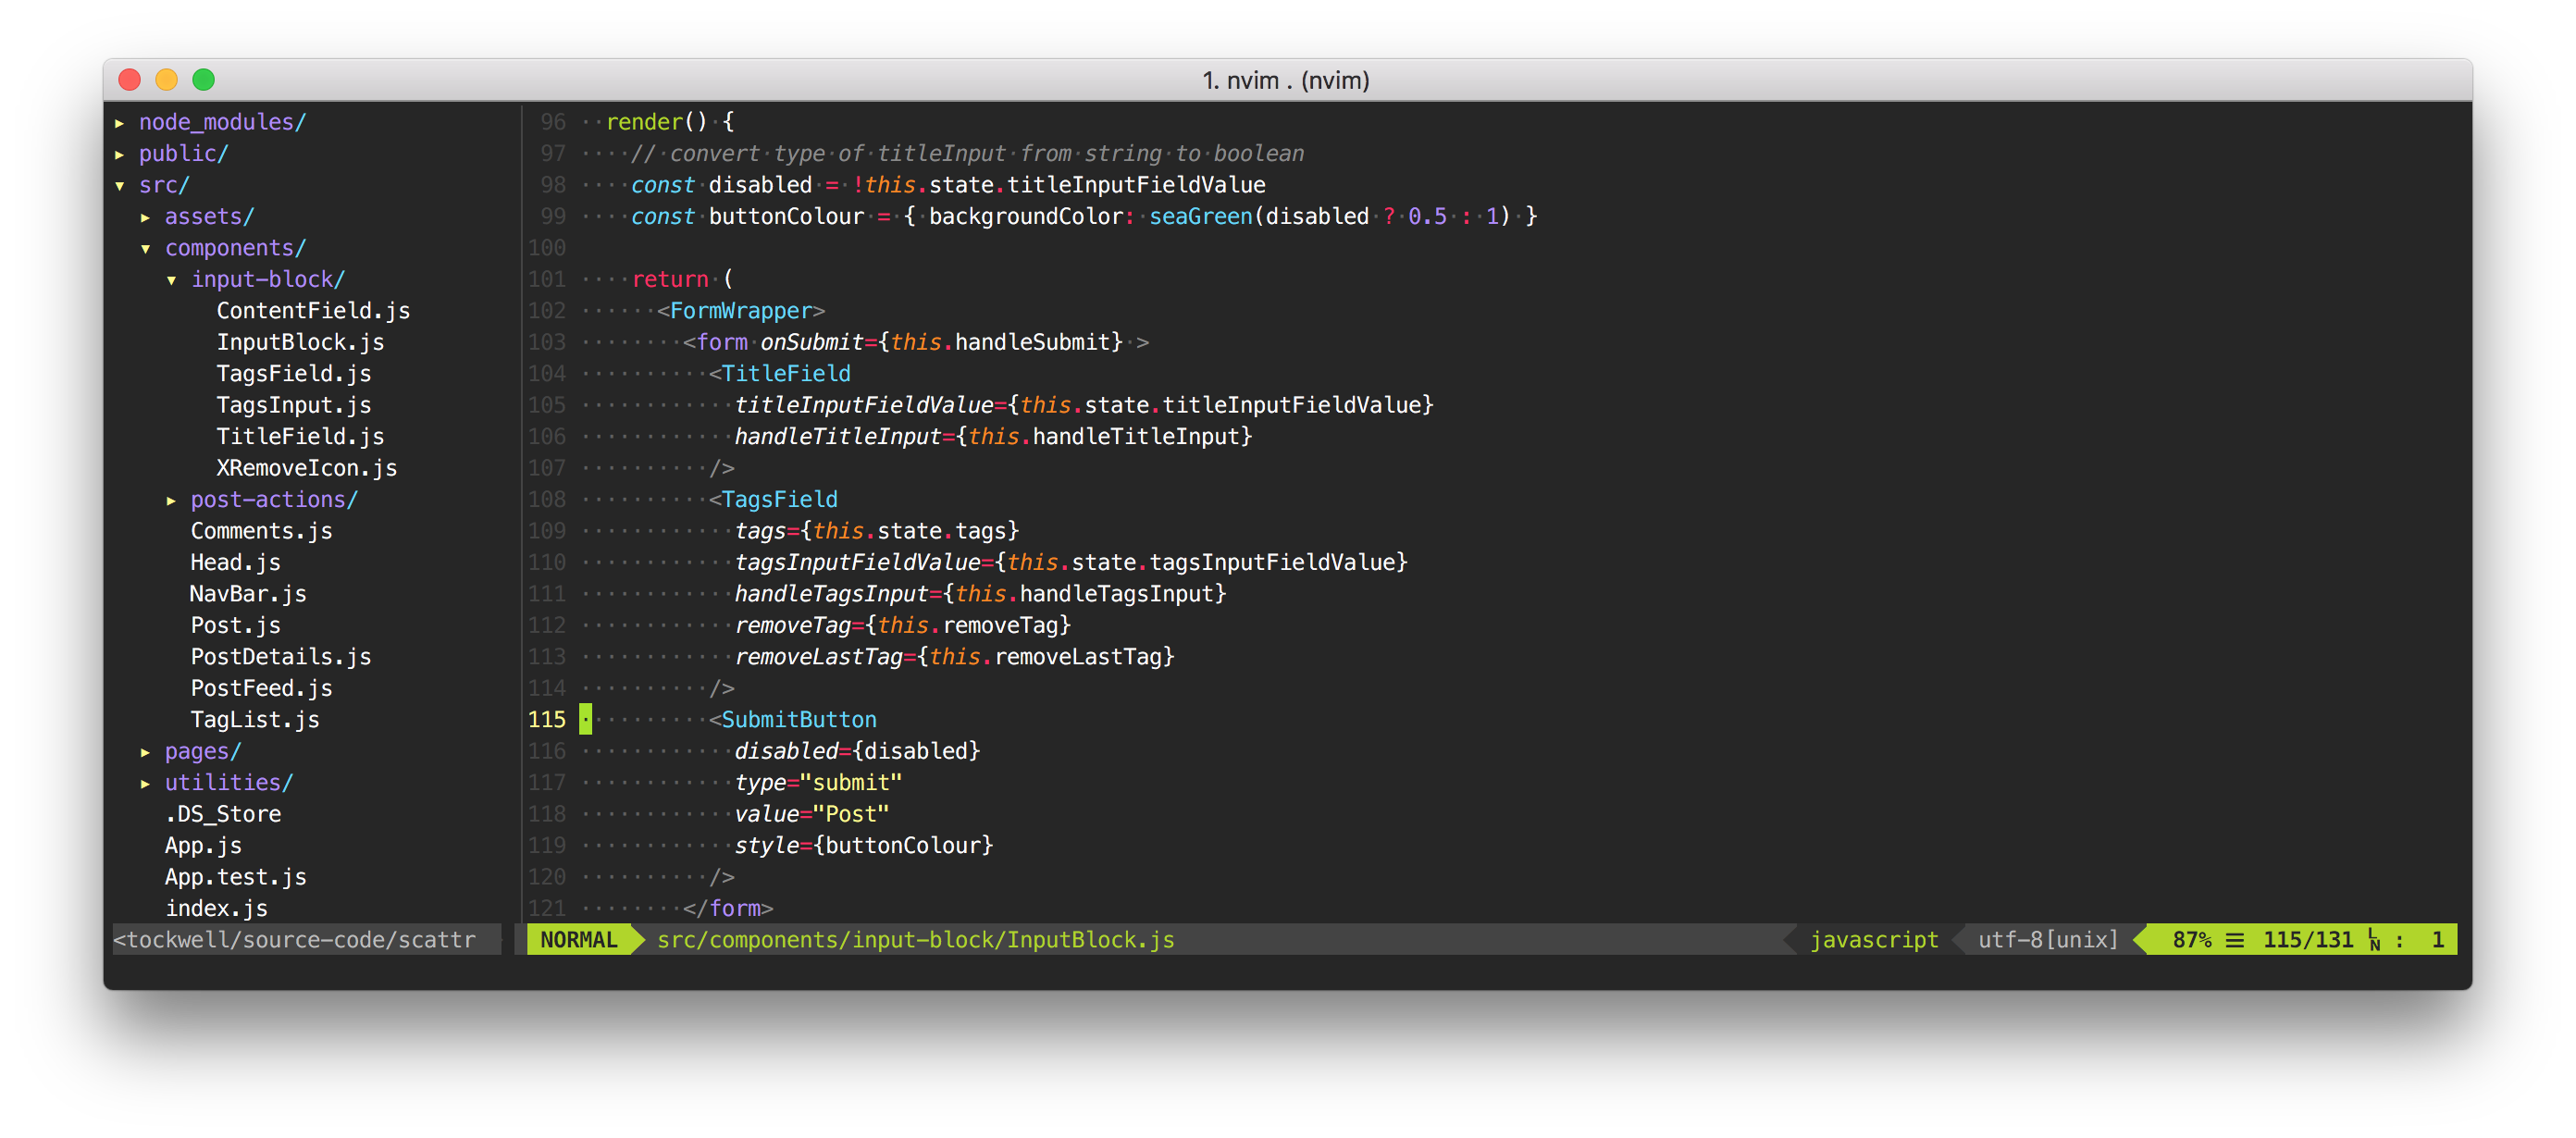 1. nvim . (nvim)
▸ node_modules/
▸ public/
▾ src/
  ▸ assets/
  ▾ components/
    ▾ input-block/
        ContentField.js
        InputBlock.js
        TagsField.js
        TagsInput.js
        TitleField.js
        XRemoveIcon.js
    ▸ post-actions/
      Comments.js
      Head.js
      NavBar.js
      Post.js
      PostDetails.js
      PostFeed.js
      TagList.js
  ▸ pages/
  ▸ utilities/
    .DS_Store
    App.js
    App.test.js
    index.js
<tockwell/source-code/scattr
96 ··render()·{
97 ····//·convert·type·of·titleInput·from·string·to·boolean
98 ····const·disabled·=·!this.state.titleInputFieldValue
99 ····const·buttonColour·=·{·backgroundColor:·seaGreen(disabled·?·0.5·:·1)·}
100
101 ····return·(
102 ······<FormWrapper>
103 ········<form·onSubmit={this.handleSubmit}·>
104 ··········<TitleField
105 ············titleInputFieldValue={this.state.titleInputFieldValue}
106 ············handleTitleInput={this.handleTitleInput}
107 ··········/>
108 ··········<TagsField
109 ············tags={this.state.tags}
110 ············tagsInputFieldValue={this.state.tagsInputFieldValue}
111 ············handleTagsInput={this.handleTagsInput}
112 ············removeTag={this.removeTag}
113 ············removeLastTag={this.removeLastTag}
114 ··········/>
115 ··········<SubmitButton
116 ············disabled={disabled}
117 ············type="submit"
118 ············value="Post"
119 ············style={buttonColour}
120 ··········/>
121 ········</form>
NORMAL src/components/input-block/InputBlock.js javascript utf-8[unix] 87% ☰ 115/131 ␤ : 1